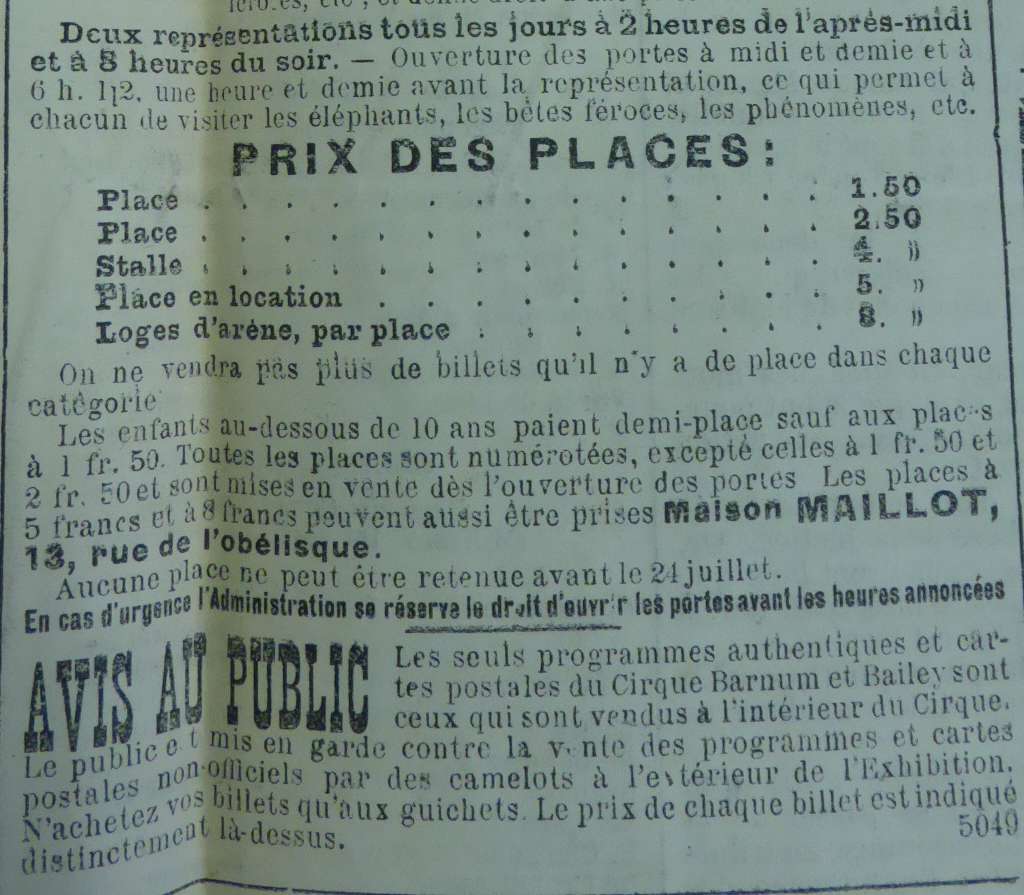 féroces, etc., et donne droit d'une
Deux représentations tous les jours à 2 heures de l'après-midi
et à 8 heures du soir. — Ouverture des portes à midi et demie et à
6 h. 1|2, une heure et demie avant la représentation, ce qui permet à
chacun de visiter les éléphants, les bêtes féroces, les phénomènes, etc.
PRIX DES PLACES:
Place . . . . . . . . . . . . . . . . . 1.50
Place . . . . . . . . . . . . . . . . . 2.50
Stalle . . . . . . . . . . . . . . . . . 4. »
Place en location . . . . . . . . . . . . 5. »
Loges d'arène, par place . . . . . . . . 8. »
On ne vendra pas plus de billets qu'il n'y a de place dans chaque
catégorie
Les enfants au-dessous de 10 ans paient demi-place sauf aux places
à 1 fr. 50. Toutes les places sont numérotées, excepté celles à 1 fr. 50 et
2 fr. 50 et sont mises en vente dès l'ouverture des portes Les places à
5 francs et à 8 francs peuvent aussi être prises Maison MAILLOT,
13, rue de l'obélisque.
Aucune place ne peut être retenue avant le 24 juillet.
En cas d'urgence l'Administration se réserve le droit d'ouvrir les portes avant les heures annoncées
AVIS AU PUBLIC
Les seuls programmes authentiques et car-
tes postales du Cirque Barnum et Bailey sont
ceux qui sont vendus à l'intérieur du Cirque.
Le public est mis en garde contre la vente des programmes et cartes
postales non-officiels par des camelots à l'extérieur de l'Exhibition.
N'achetez vos billets qu'aux guichets. Le prix de chaque billet est indiqué
distinctement là-dessus.
5049